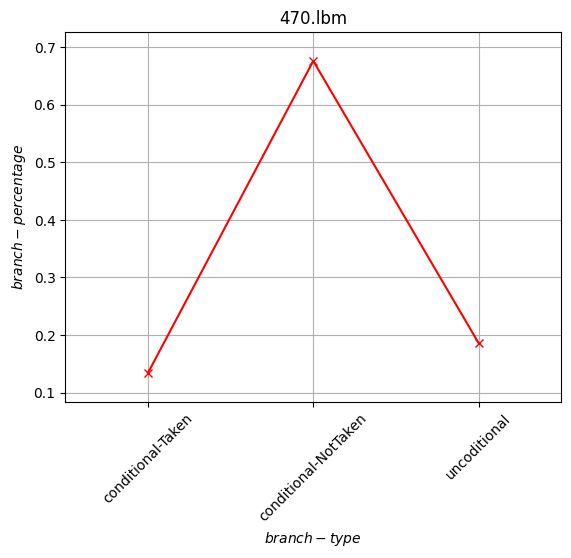 470.lbm
0.7
0.6
0.5
0.4
0.3
0.2
0.1
branch − percentage
conditional-Taken
conditional-NotTaken
uncoditional
branch − type